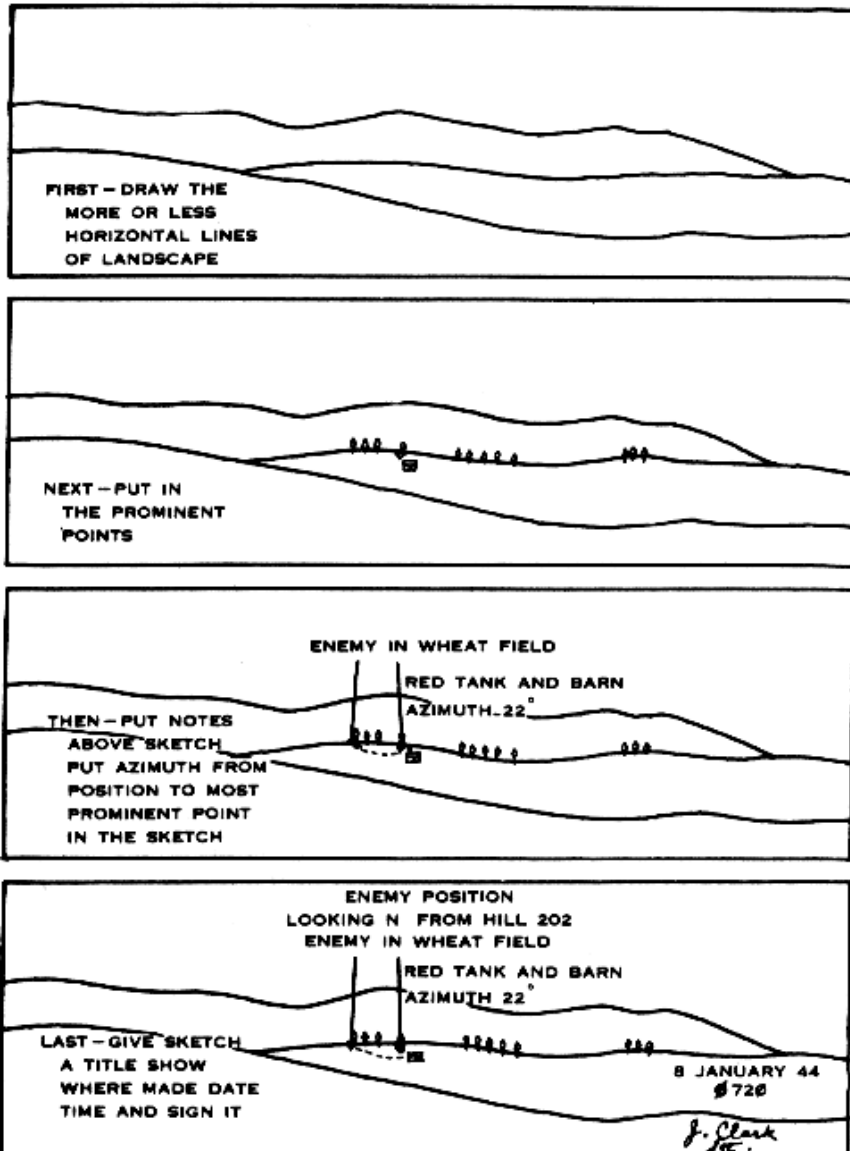 FIRST – DRAW THE
MORE OR LESS
HORIZONTAL LINES
OF LANDSCAPE
NEXT – PUT IN
THE PROMINENT
POINTS
ENEMY IN WHEAT FIELD
RED TANK AND BARN
AZIMUTH 22°
THEN – PUT NOTES
ABOVE SKETCH
PUT AZIMUTH FROM
POSITION TO MOST
PROMINENT POINT
IN THE SKETCH
ENEMY POSITION
LOOKING N FROM HILL 202
ENEMY IN WHEAT FIELD
RED TANK AND BARN
AZIMUTH 22°
LAST – GIVE SKETCH
A TITLE SHOW
WHERE MADE DATE
TIME AND SIGN IT
8 JANUARY 44
Ø72Ø
J. Clark